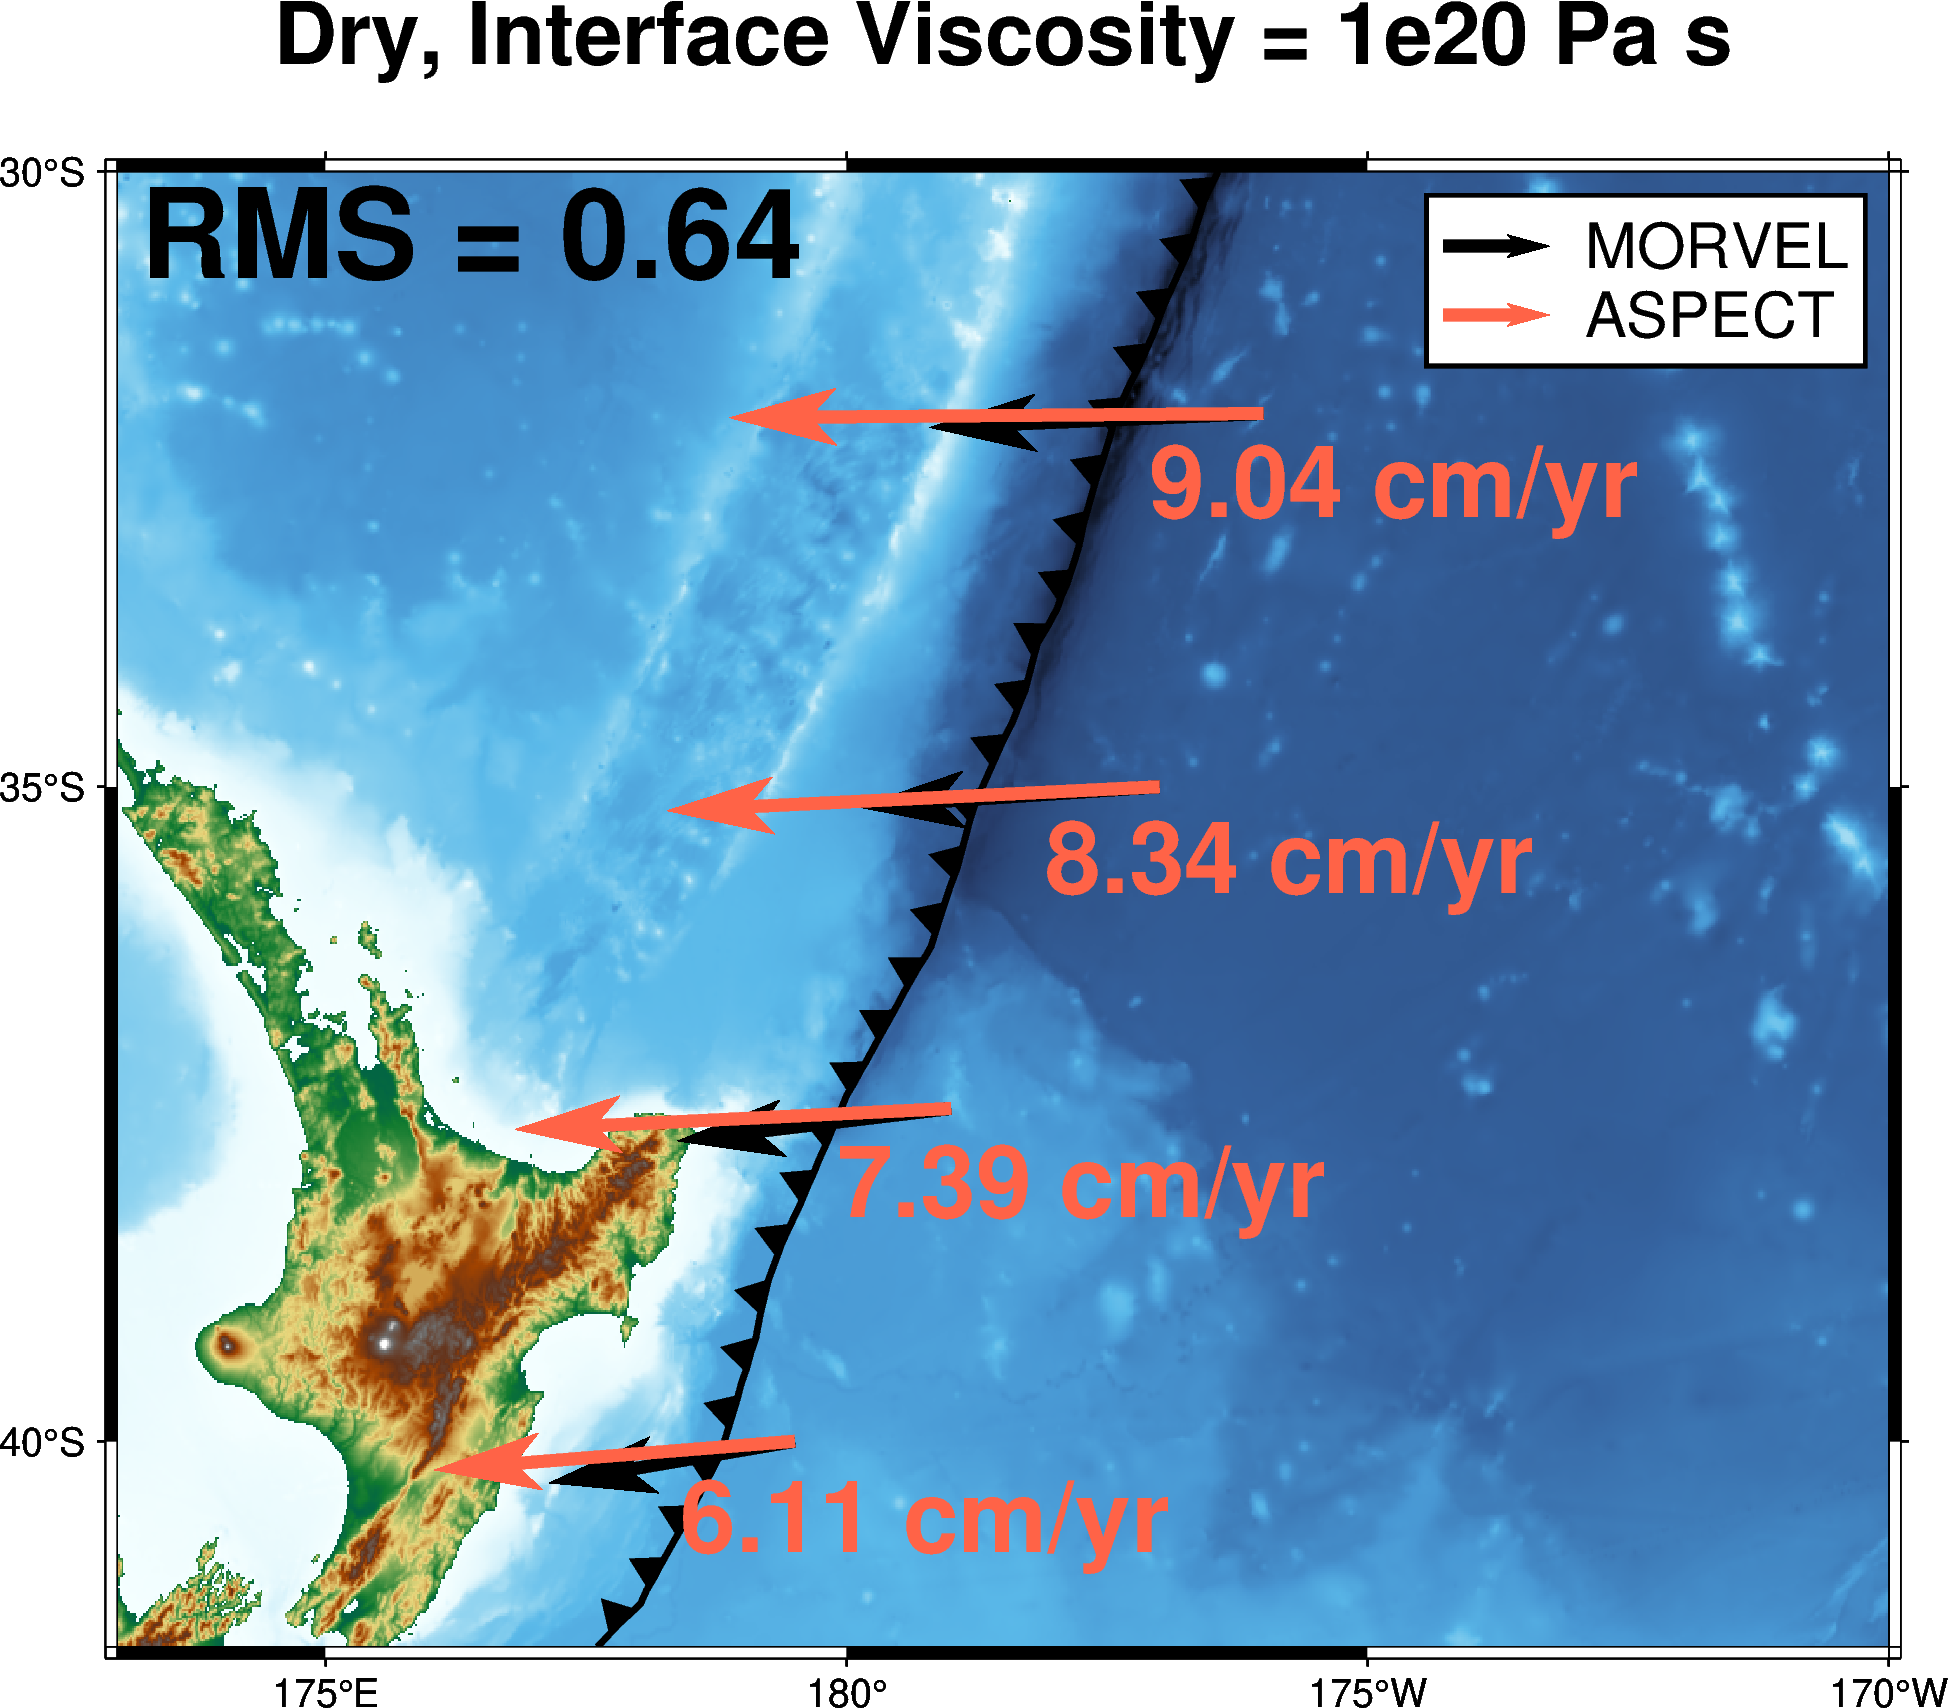 Dry, Interface Viscosity = 1e20 Pa s
30°S
RMS = 0.64
MORVEL
ASPECT
9.04 cm/yr
35°S
8.34 cm/yr
7.39 cm/yr
40°S
6.11 cm/yr
175°E
180°
175°W
170°W